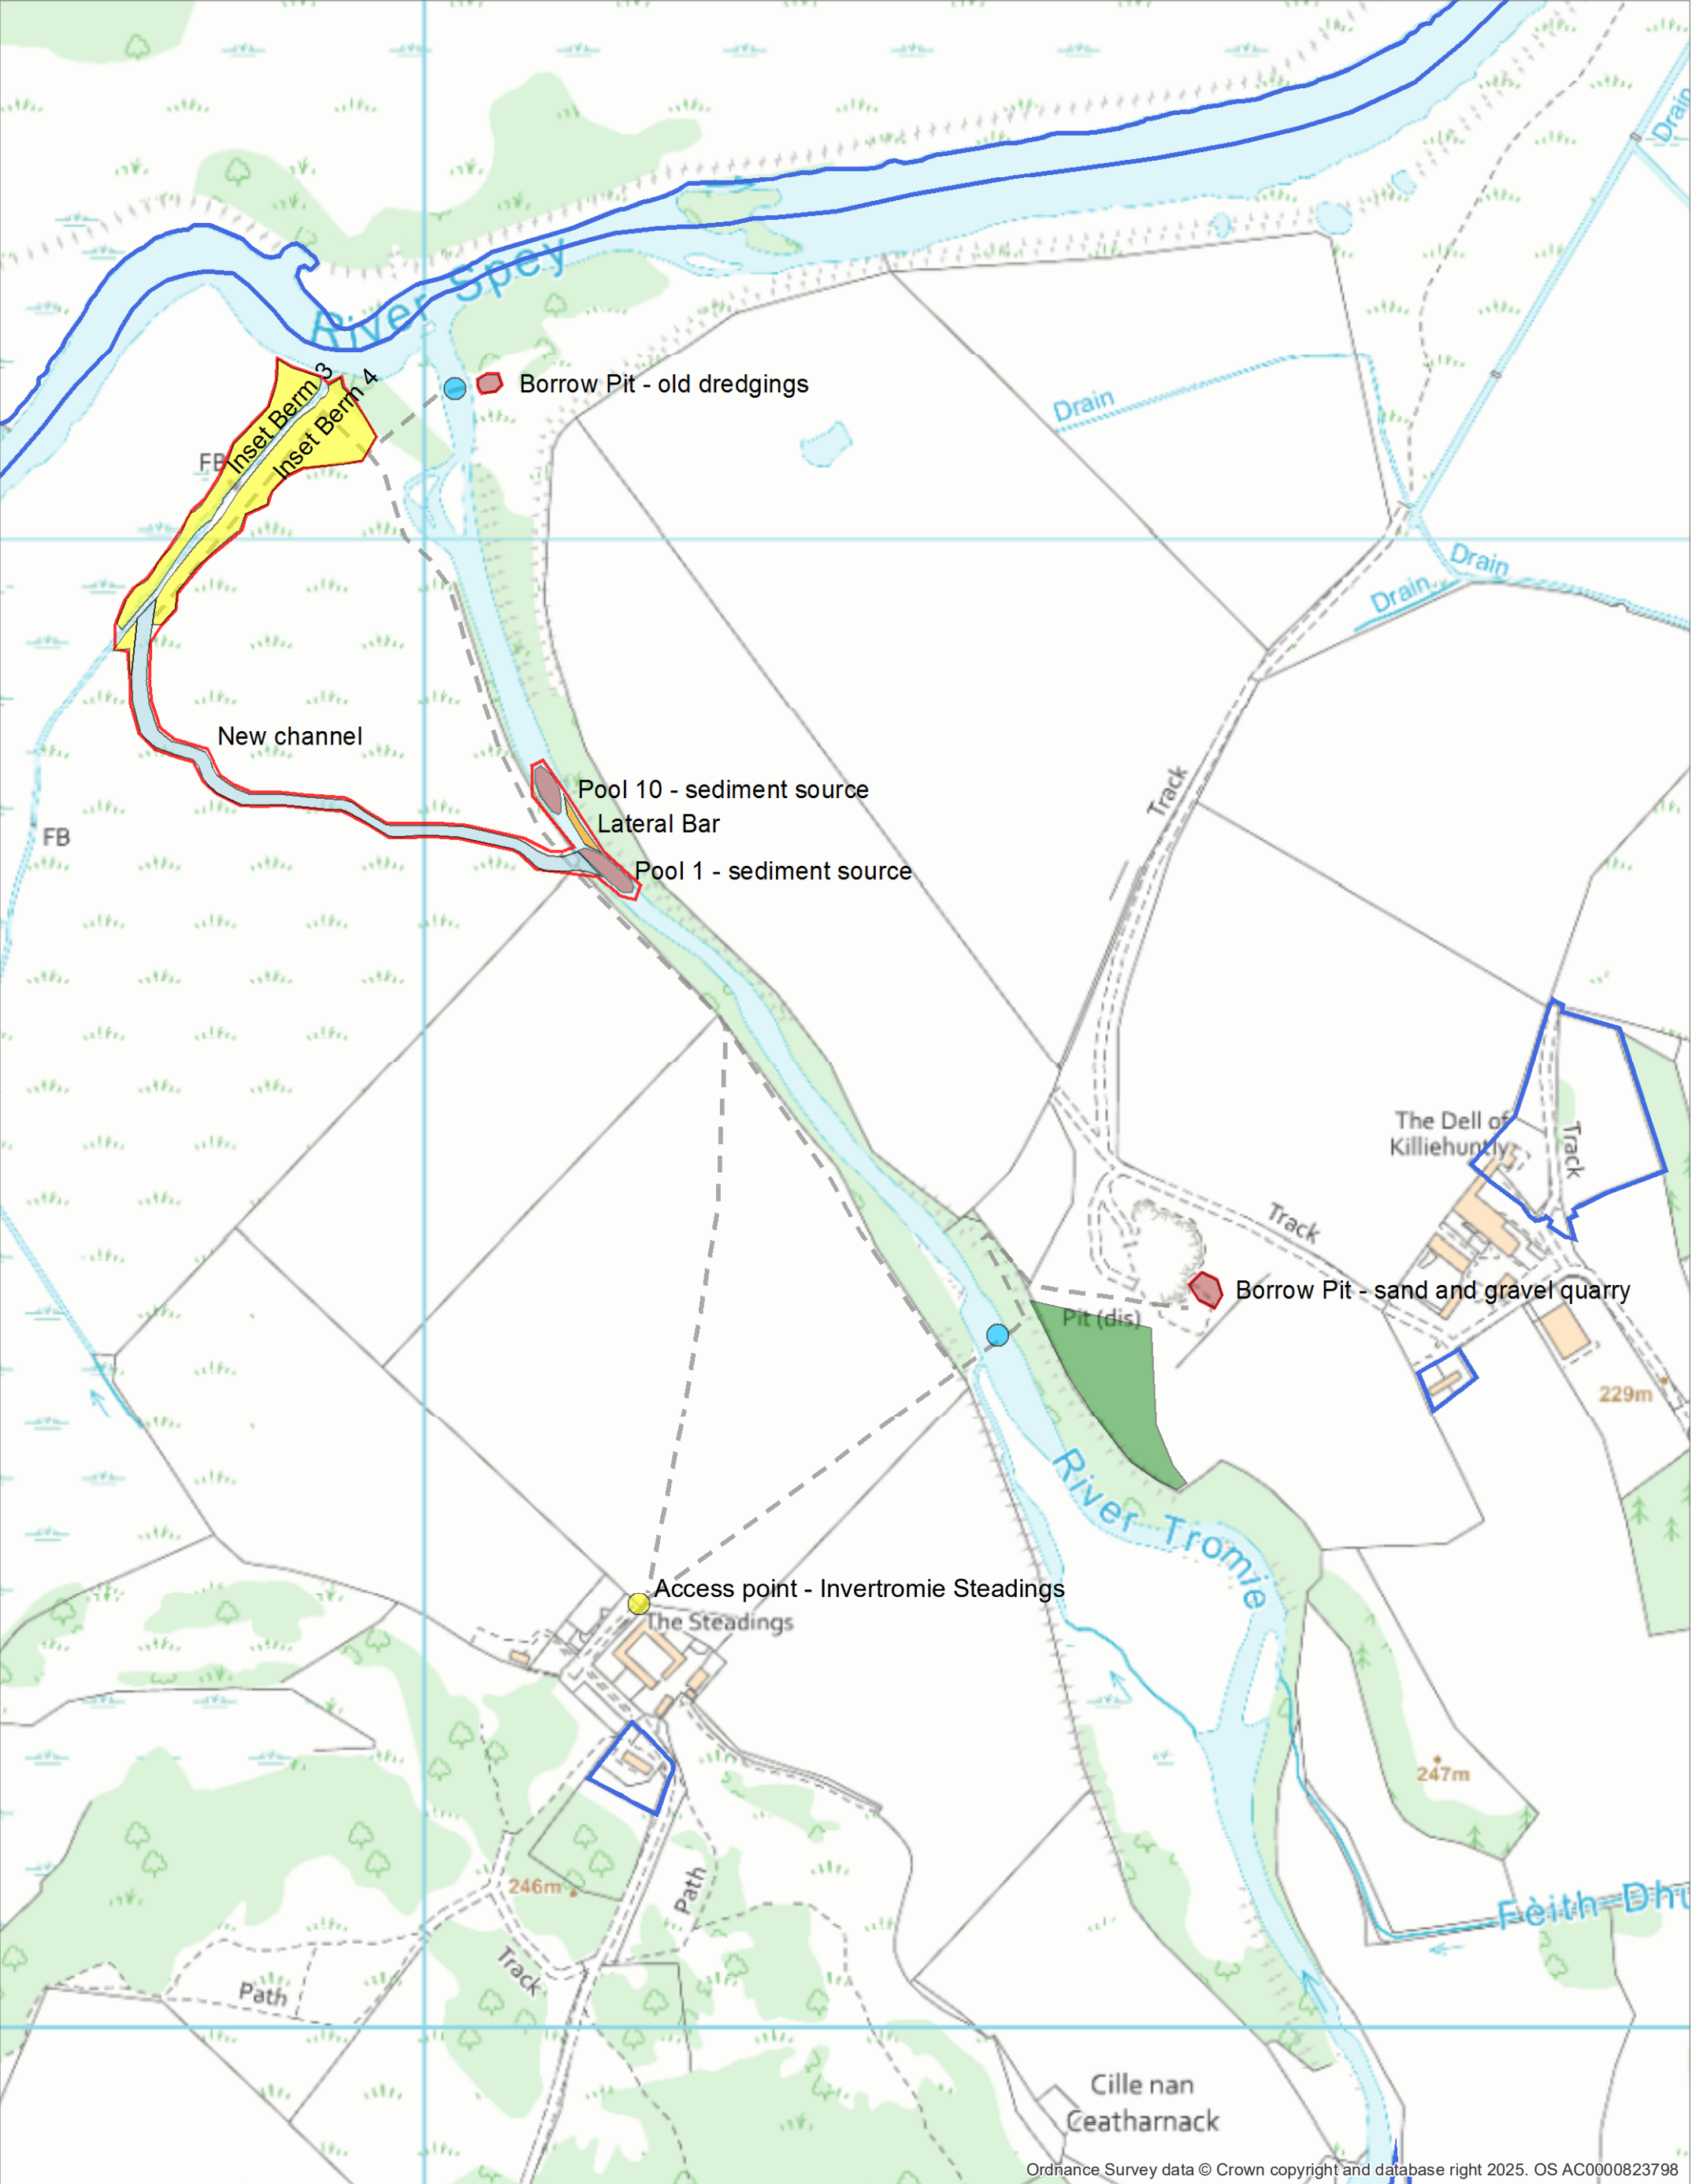 Drain
River Spey
Inset Berm 3
Inset Berm 4
Borrow Pit - old dredgings
Drain
FB
Drain
Drain
New channel
Track
Pool 10 - sediment source
Lateral Bar
FB
Pool 1 - sediment source
The Dell of
Killiehuntly
Track
Track
Borrow Pit - sand and gravel quarry
Pit (dis)
229m
River Tromie
Access point - Invertromie Steadings
The Steadings
247m
246m
Path
Fèith Dhu
Track
Path
Cille nan
Ceatharnack
Ordnance Survey data © Crown copyright and database right 2025. OS AC0000823798